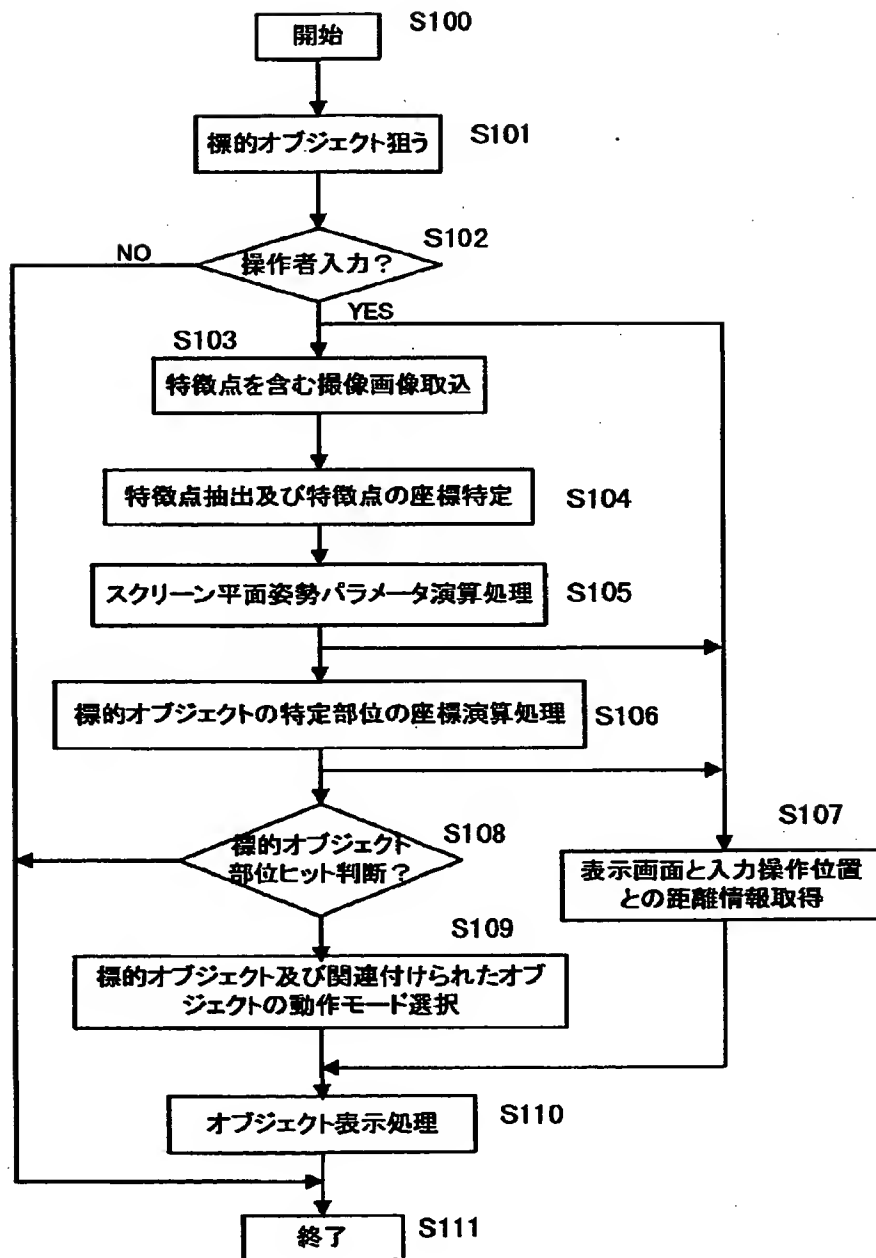 開始
S100
標的オブジェクト狙う
S101
操作者入力？
S102
NO
YES
S103
特徴点を含む撮像画像取込
特徴点抽出及び特徴点の座標特定
S104
スクリーン平面姿勢パラメータ演算処理
S105
標的オブジェクトの特定部位の座標演算処理
S106
S107
表示画面と入力操作位置
との距離情報取得
標的オブジェクト
部位ヒット判断？
S108
S109
標的オブジェクト及び関連付けられたオブ
ジェクトの動作モード選択
オブジェクト表示処理
S110
終了
S111